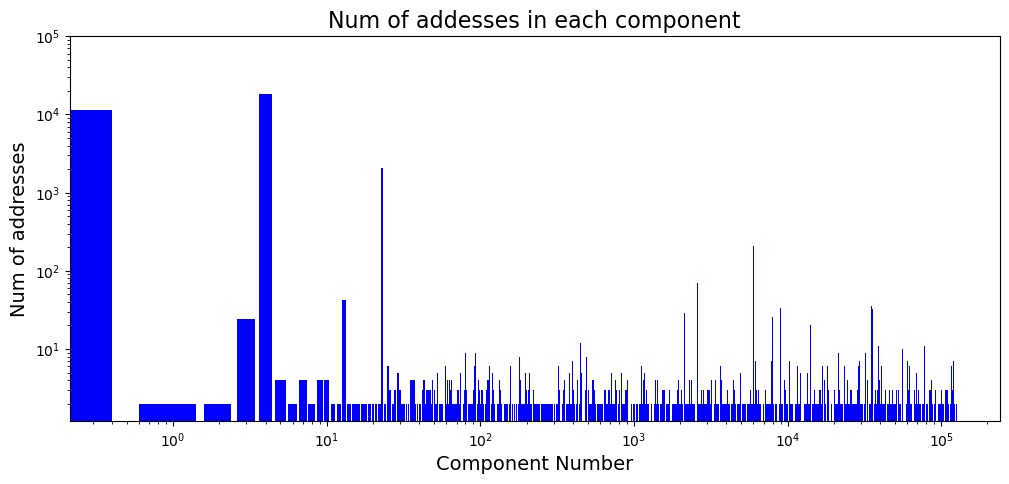 Num of addesses in each component
Num of addresses
10^5
10^4
10^3
10^2
10^1
10^0 10^1 10^2 10^3 10^4 10^5
Component Number